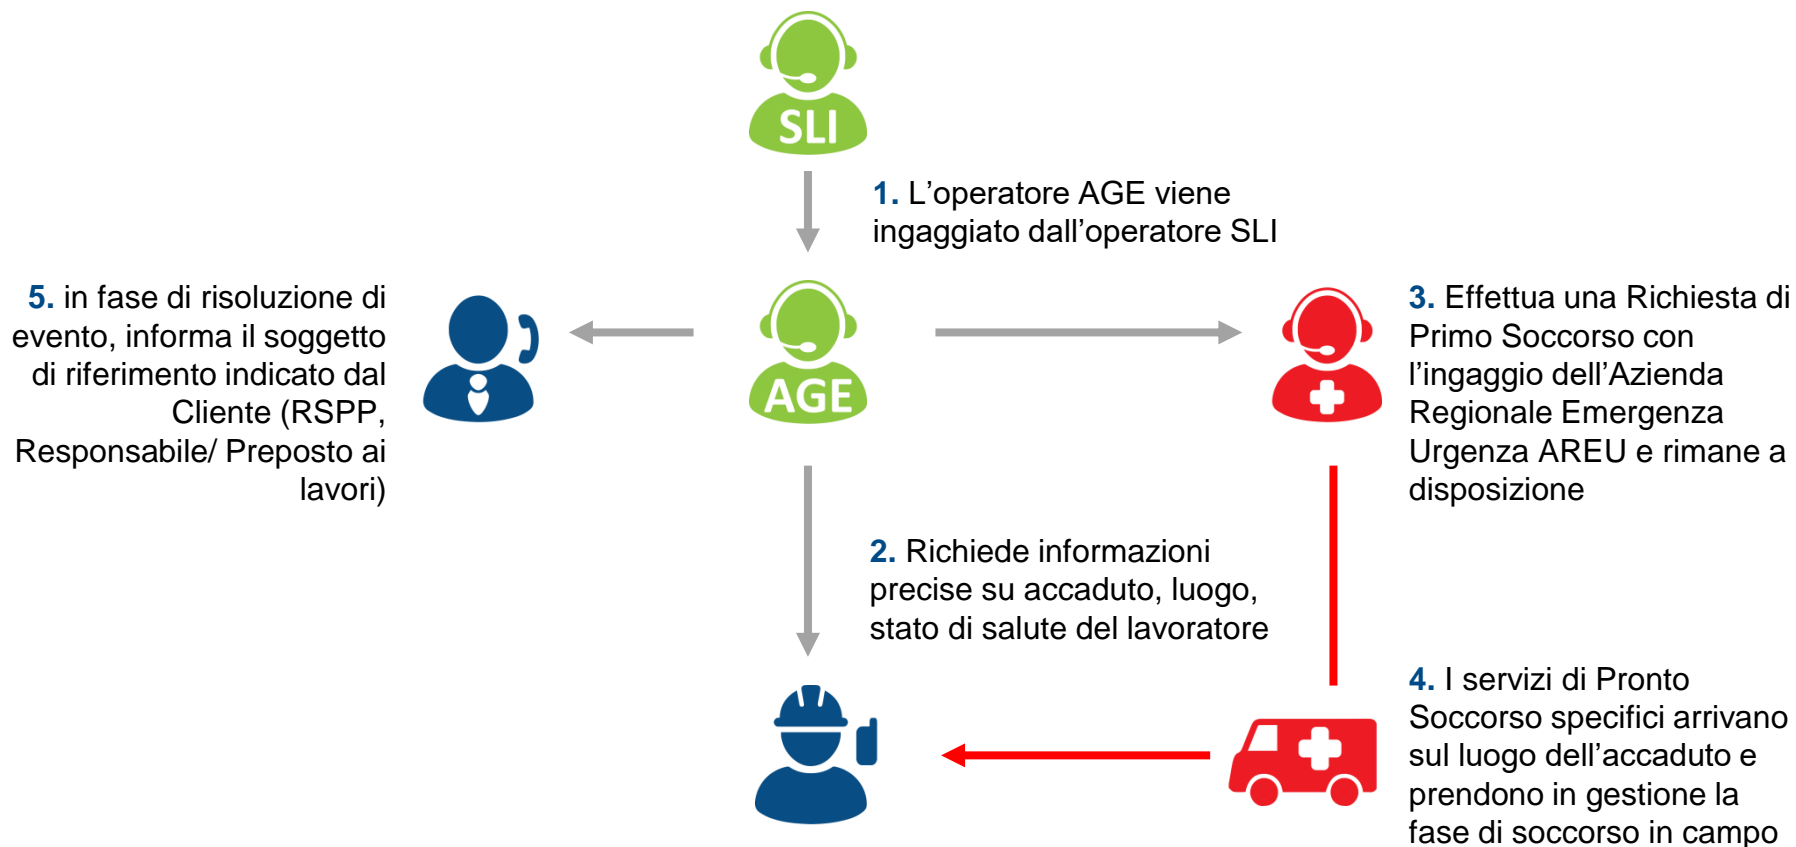 SLI
1. L’operatore AGE viene
ingaggiato dall’operatore SLI
AGE
5. in fase di risoluzione di
evento, informa il soggetto
di riferimento indicato dal
Cliente (RSPP,
Responsabile/ Preposto ai
lavori)
3. Effettua una Richiesta di
Primo Soccorso con
l’ingaggio dell’Azienda
Regionale Emergenza
Urgenza AREU e rimane a
disposizione
2. Richiede informazioni
precise su accaduto, luogo,
stato di salute del lavoratore
4. I servizi di Pronto
Soccorso specifici arrivano
sul luogo dell’accaduto e
prendono in gestione la
fase di soccorso in campo